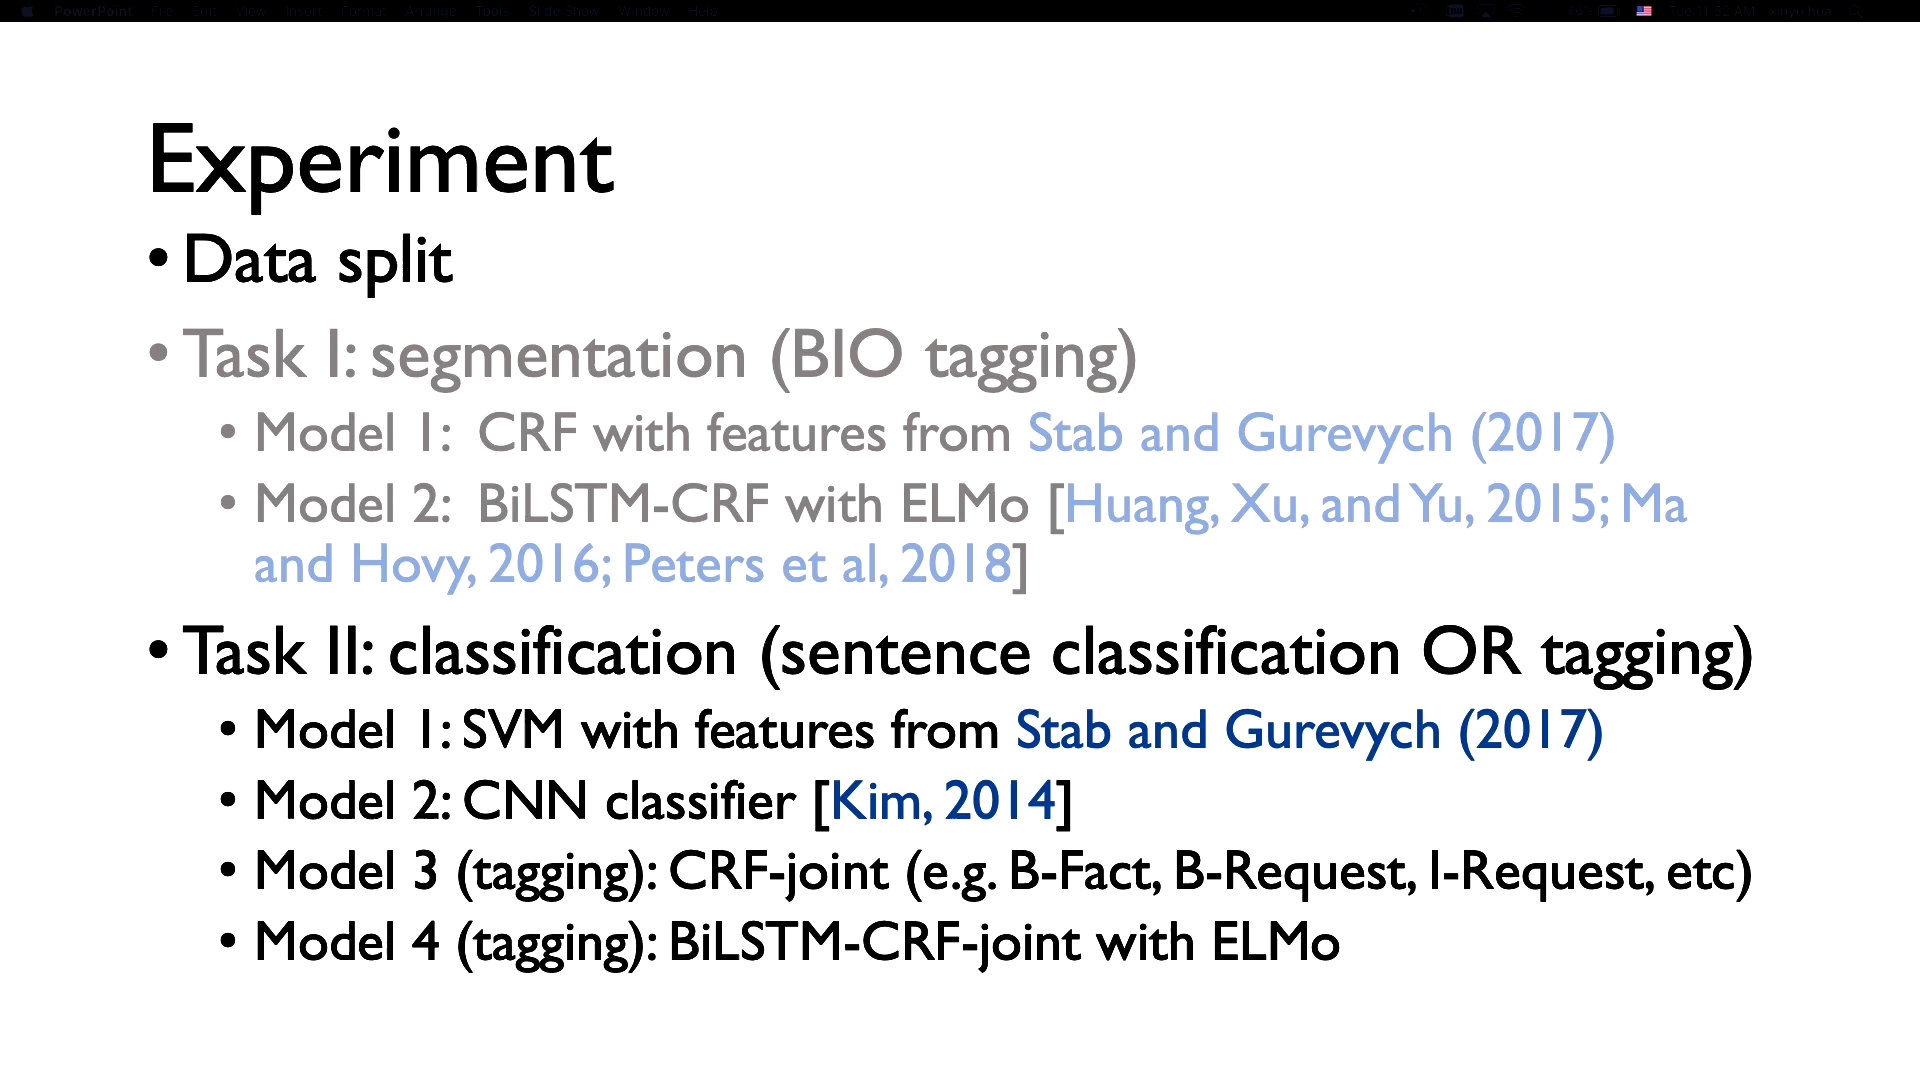 PowerPoint File Edit View Insert Format Arrange Tools Slide Show Window Help
Experiment
• Data split
• Task I: segmentation (BIO tagging)
• Model 1: CRF with features from Stab and Gurevych (2017)
• Model 2: BiLSTM-CRF with ELMo [Huang, Xu, and Yu, 2015; Ma
and Hovy, 2016; Peters et al, 2018]
• Task II: classification (sentence classification OR tagging)
• Model 1: SVM with features from Stab and Gurevych (2017)
• Model 2: CNN classifier [Kim, 2014]
• Model 3 (tagging): CRF-joint (e.g. B-Fact, B-Request, I-Request, etc)
• Model 4 (tagging): BiLSTM-CRF-joint with ELMo